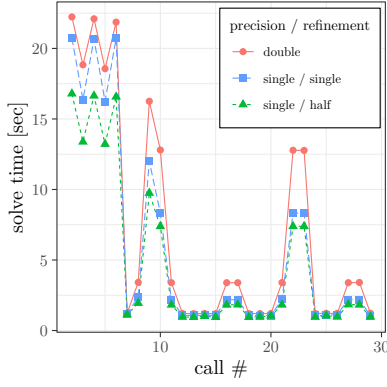 precision / refinement
double
single / single
single / half
solve time [sec]
20
15
10
5
0
0
10
20
30
call #